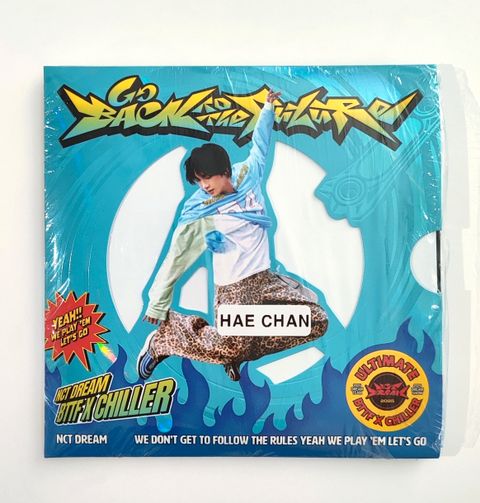 GO
BACK TO THE FUTURE!
HAE CHAN
YEAH!!
WE PLAY 'EM
LET'S GO
NCT DREAM
BTTF X CHILLER
ULTIMATE
BTTF X CHILLER
2025
NCT DREAM
WE DON'T GET TO FOLLOW THE RULES YEAH WE PLAY 'EM LET'S GO